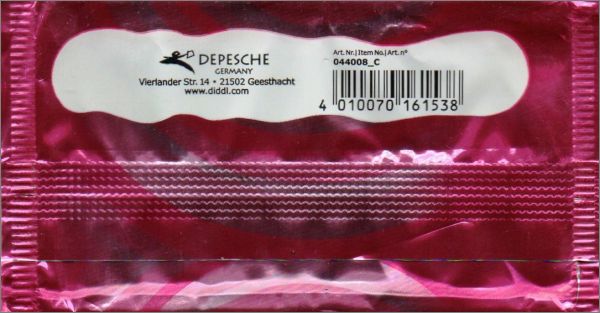 DEPESCHE
GERMANY
Vierlander Str. 14 • 21502 Geesthacht
www.diddl.com
Art. Nr.|Item No.|Art. n°
044008_C
4 010070 161538